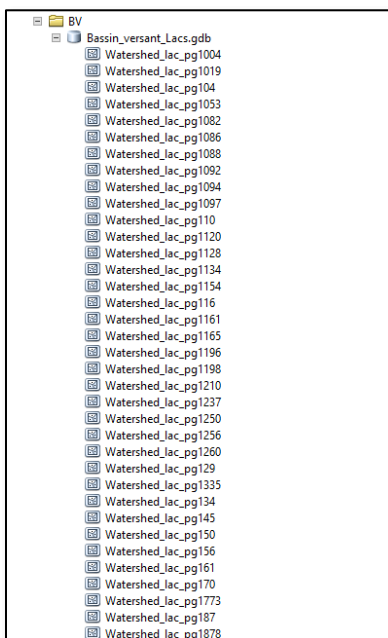 BV
Bassin_versant_Lacs.gdb
Watershed_lac_pg1004
Watershed_lac_pg1019
Watershed_lac_pg104
Watershed_lac_pg1053
Watershed_lac_pg1082
Watershed_lac_pg1086
Watershed_lac_pg1088
Watershed_lac_pg1092
Watershed_lac_pg1094
Watershed_lac_pg1097
Watershed_lac_pg110
Watershed_lac_pg1120
Watershed_lac_pg1128
Watershed_lac_pg1134
Watershed_lac_pg1154
Watershed_lac_pg116
Watershed_lac_pg1161
Watershed_lac_pg1165
Watershed_lac_pg1196
Watershed_lac_pg1198
Watershed_lac_pg1210
Watershed_lac_pg1237
Watershed_lac_pg1250
Watershed_lac_pg1256
Watershed_lac_pg1260
Watershed_lac_pg129
Watershed_lac_pg1335
Watershed_lac_pg134
Watershed_lac_pg145
Watershed_lac_pg150
Watershed_lac_pg156
Watershed_lac_pg161
Watershed_lac_pg170
Watershed_lac_pg1773
Watershed_lac_pg187
Watershed_lac_pg1878